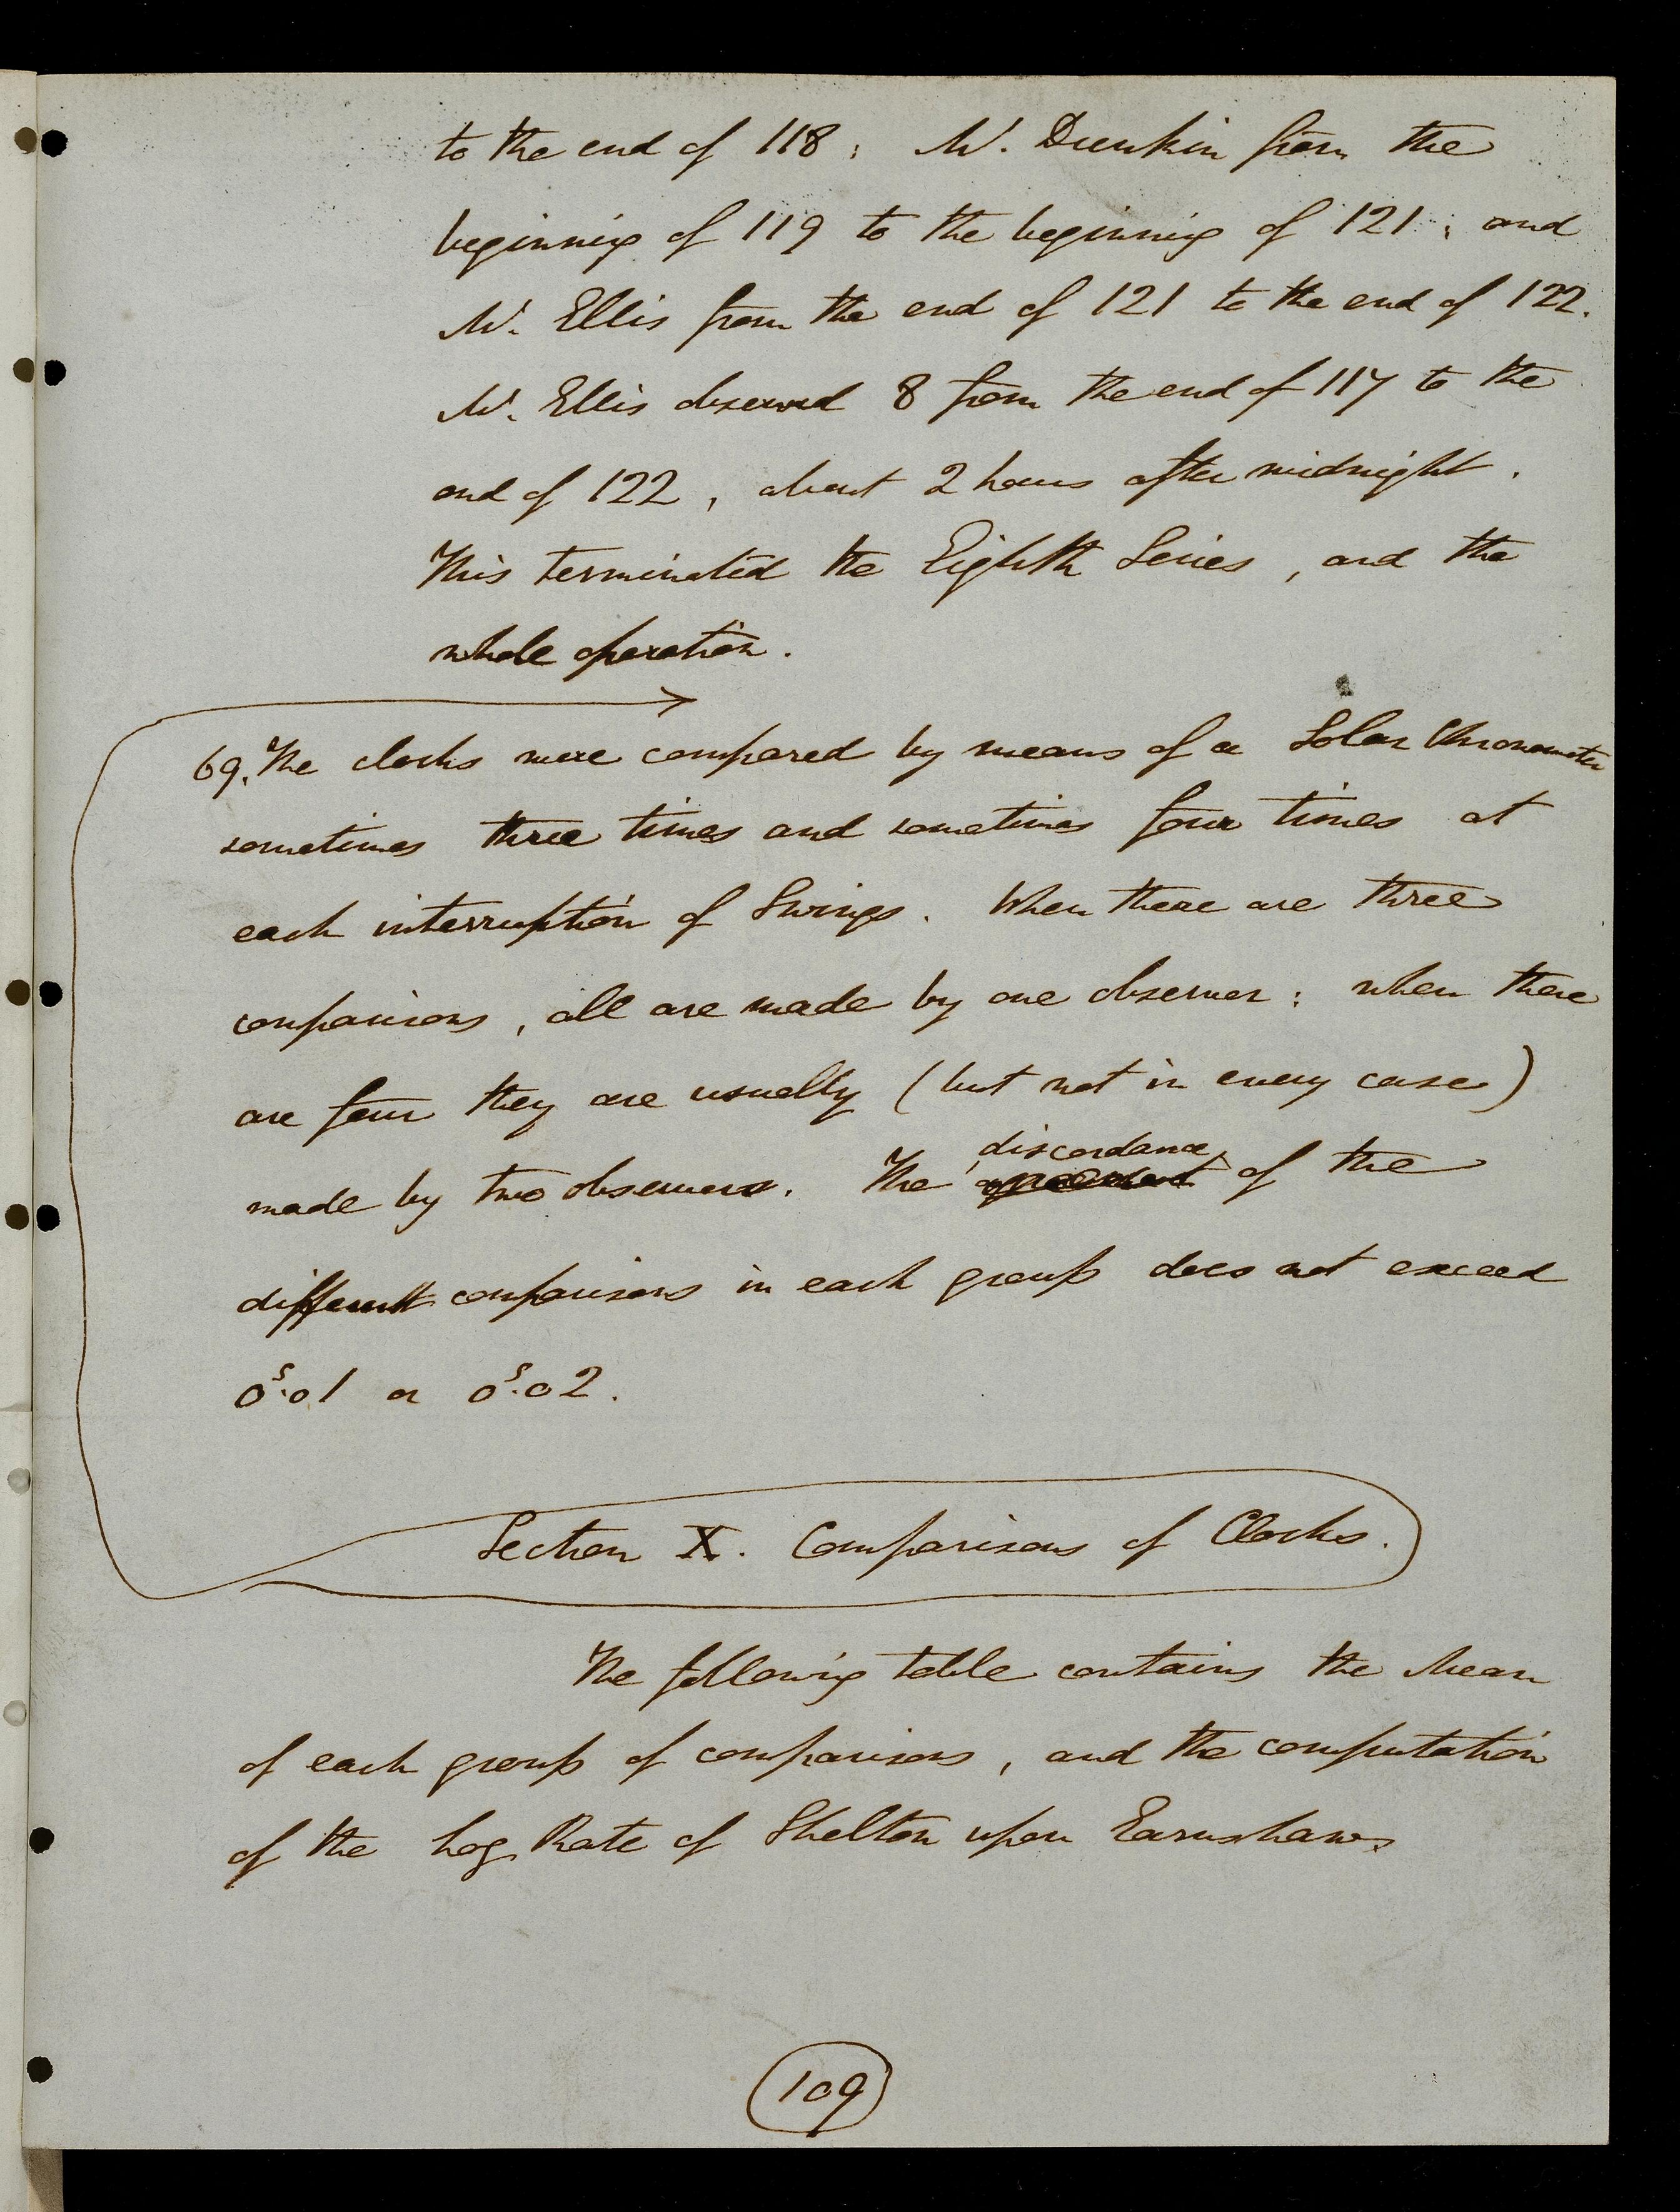 to the end of 118; Mr. Dunkin from the
beginning of 119 to the beginning of 121; and
Mr. Ellis from the end of 121 to the end of 122.
Mr. Ellis observed 8 from the end of 117 to the
end of 122, about 2 hours after midnight.
This terminated the Eighth Series, and the
whole operation.
69. The clocks were compared by means of a Solar Chronometer
sometimes three times and sometimes four times at
each interruption of Swings. When there are three
comparisons, all are made by one observer: when there
are four they are usually (but not in every case)
discordance
made by two observers. The of the
different comparisons in each group does not exceed
0ˢ.01 or 0ˢ.02.
Section X. Comparisons of Clocks.
The following table contains the Mean
of each group of comparisons, and the computation
of the Log Rate of Shelton upon Earnshaw,
109